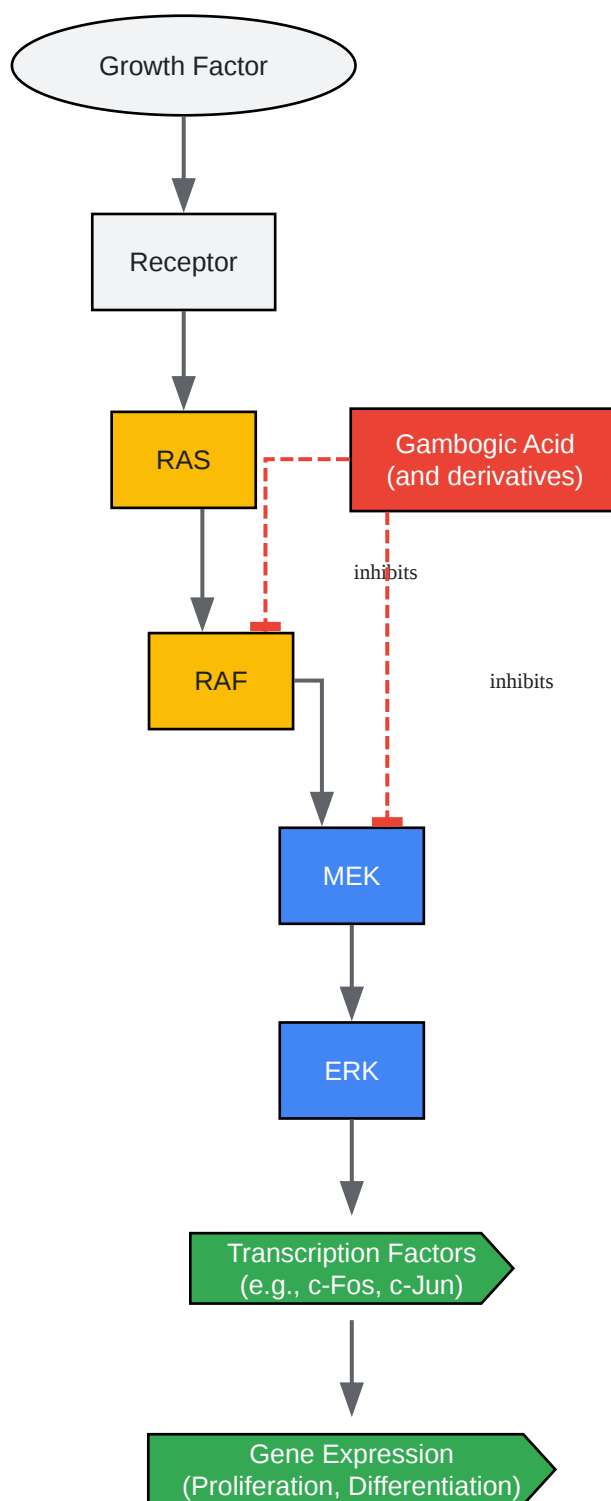 Growth Factor
Receptor
RAS
Gambogic Acid
(and derivatives)
inhibits
RAF
inhibits
MEK
ERK
Transcription Factors
(e.g., c-Fos, c-Jun)
Gene Expression
(Proliferation, Differentiation)